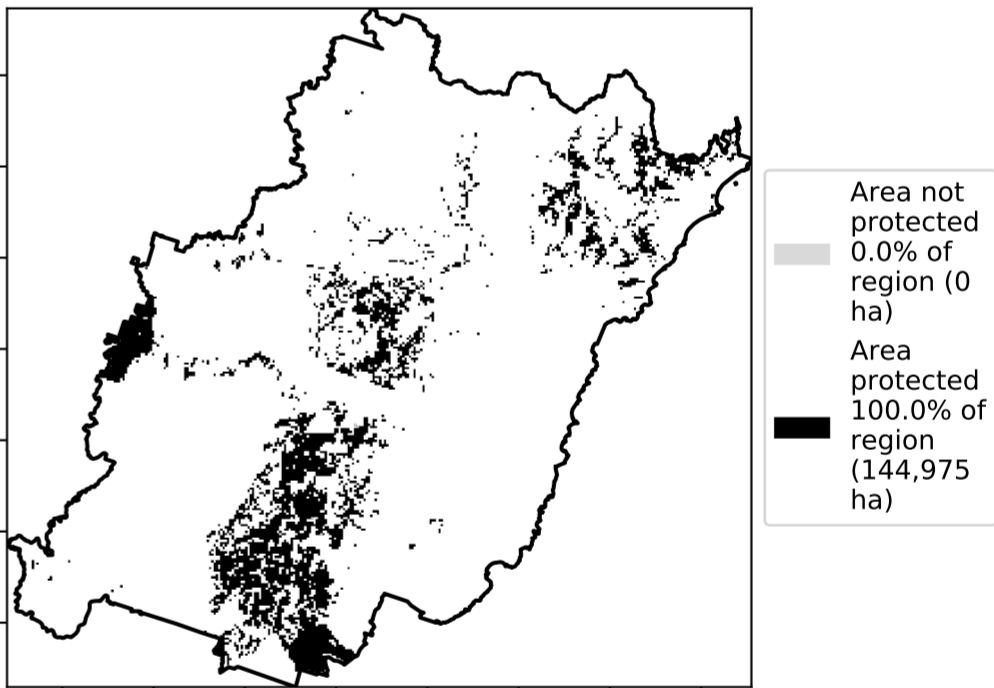 Area not
protected
0.0% of
region (0
ha)
Area
protected
100.0% of
region
(144,975
ha)